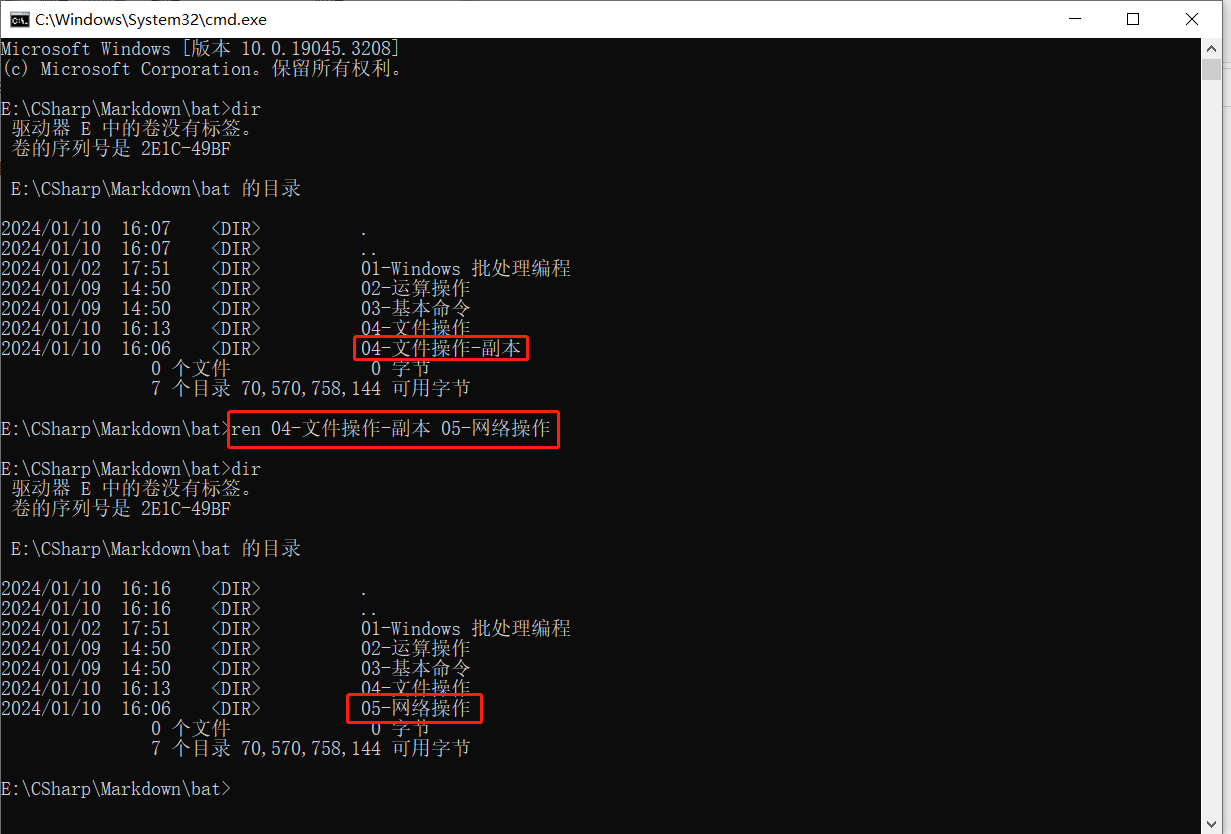 C:\Windows\System32\cmd.exe
Microsoft Windows [版本 10.0.19045.3208]
(c) Microsoft Corporation。保留所有权利。
E:\CSharp\Markdown\bat>dir
驱动器 E 中的卷没有标签。
卷的序列号是 2E1C-49BF
E:\CSharp\Markdown\bat 的目录
2024/01/10  16:07    <DIR>          .
2024/01/10  16:07    <DIR>          ..
2024/01/02  17:51    <DIR>          01-Windows 批处理编程
2024/01/09  14:50    <DIR>          02-运算操作
2024/01/09  14:50    <DIR>          03-基本命令
2024/01/10  16:13    <DIR>          04-文件操作
2024/01/10  16:06    <DIR>          04-文件操作-副本
0 个文件              0 字节
7 个目录 70,570,758,144 可用字节
E:\CSharp\Markdown\bat>ren 04-文件操作-副本 05-网络操作
E:\CSharp\Markdown\bat>dir
驱动器 E 中的卷没有标签。
卷的序列号是 2E1C-49BF
E:\CSharp\Markdown\bat 的目录
2024/01/10  16:16    <DIR>          .
2024/01/10  16:16    <DIR>          ..
2024/01/02  17:51    <DIR>          01-Windows 批处理编程
2024/01/09  14:50    <DIR>          02-运算操作
2024/01/09  14:50    <DIR>          03-基本命令
2024/01/10  16:13    <DIR>          04-文件操作
2024/01/10  16:06    <DIR>          05-网络操作
0 个文件              0 字节
7 个目录 70,570,758,144 可用字节
E:\CSharp\Markdown\bat>